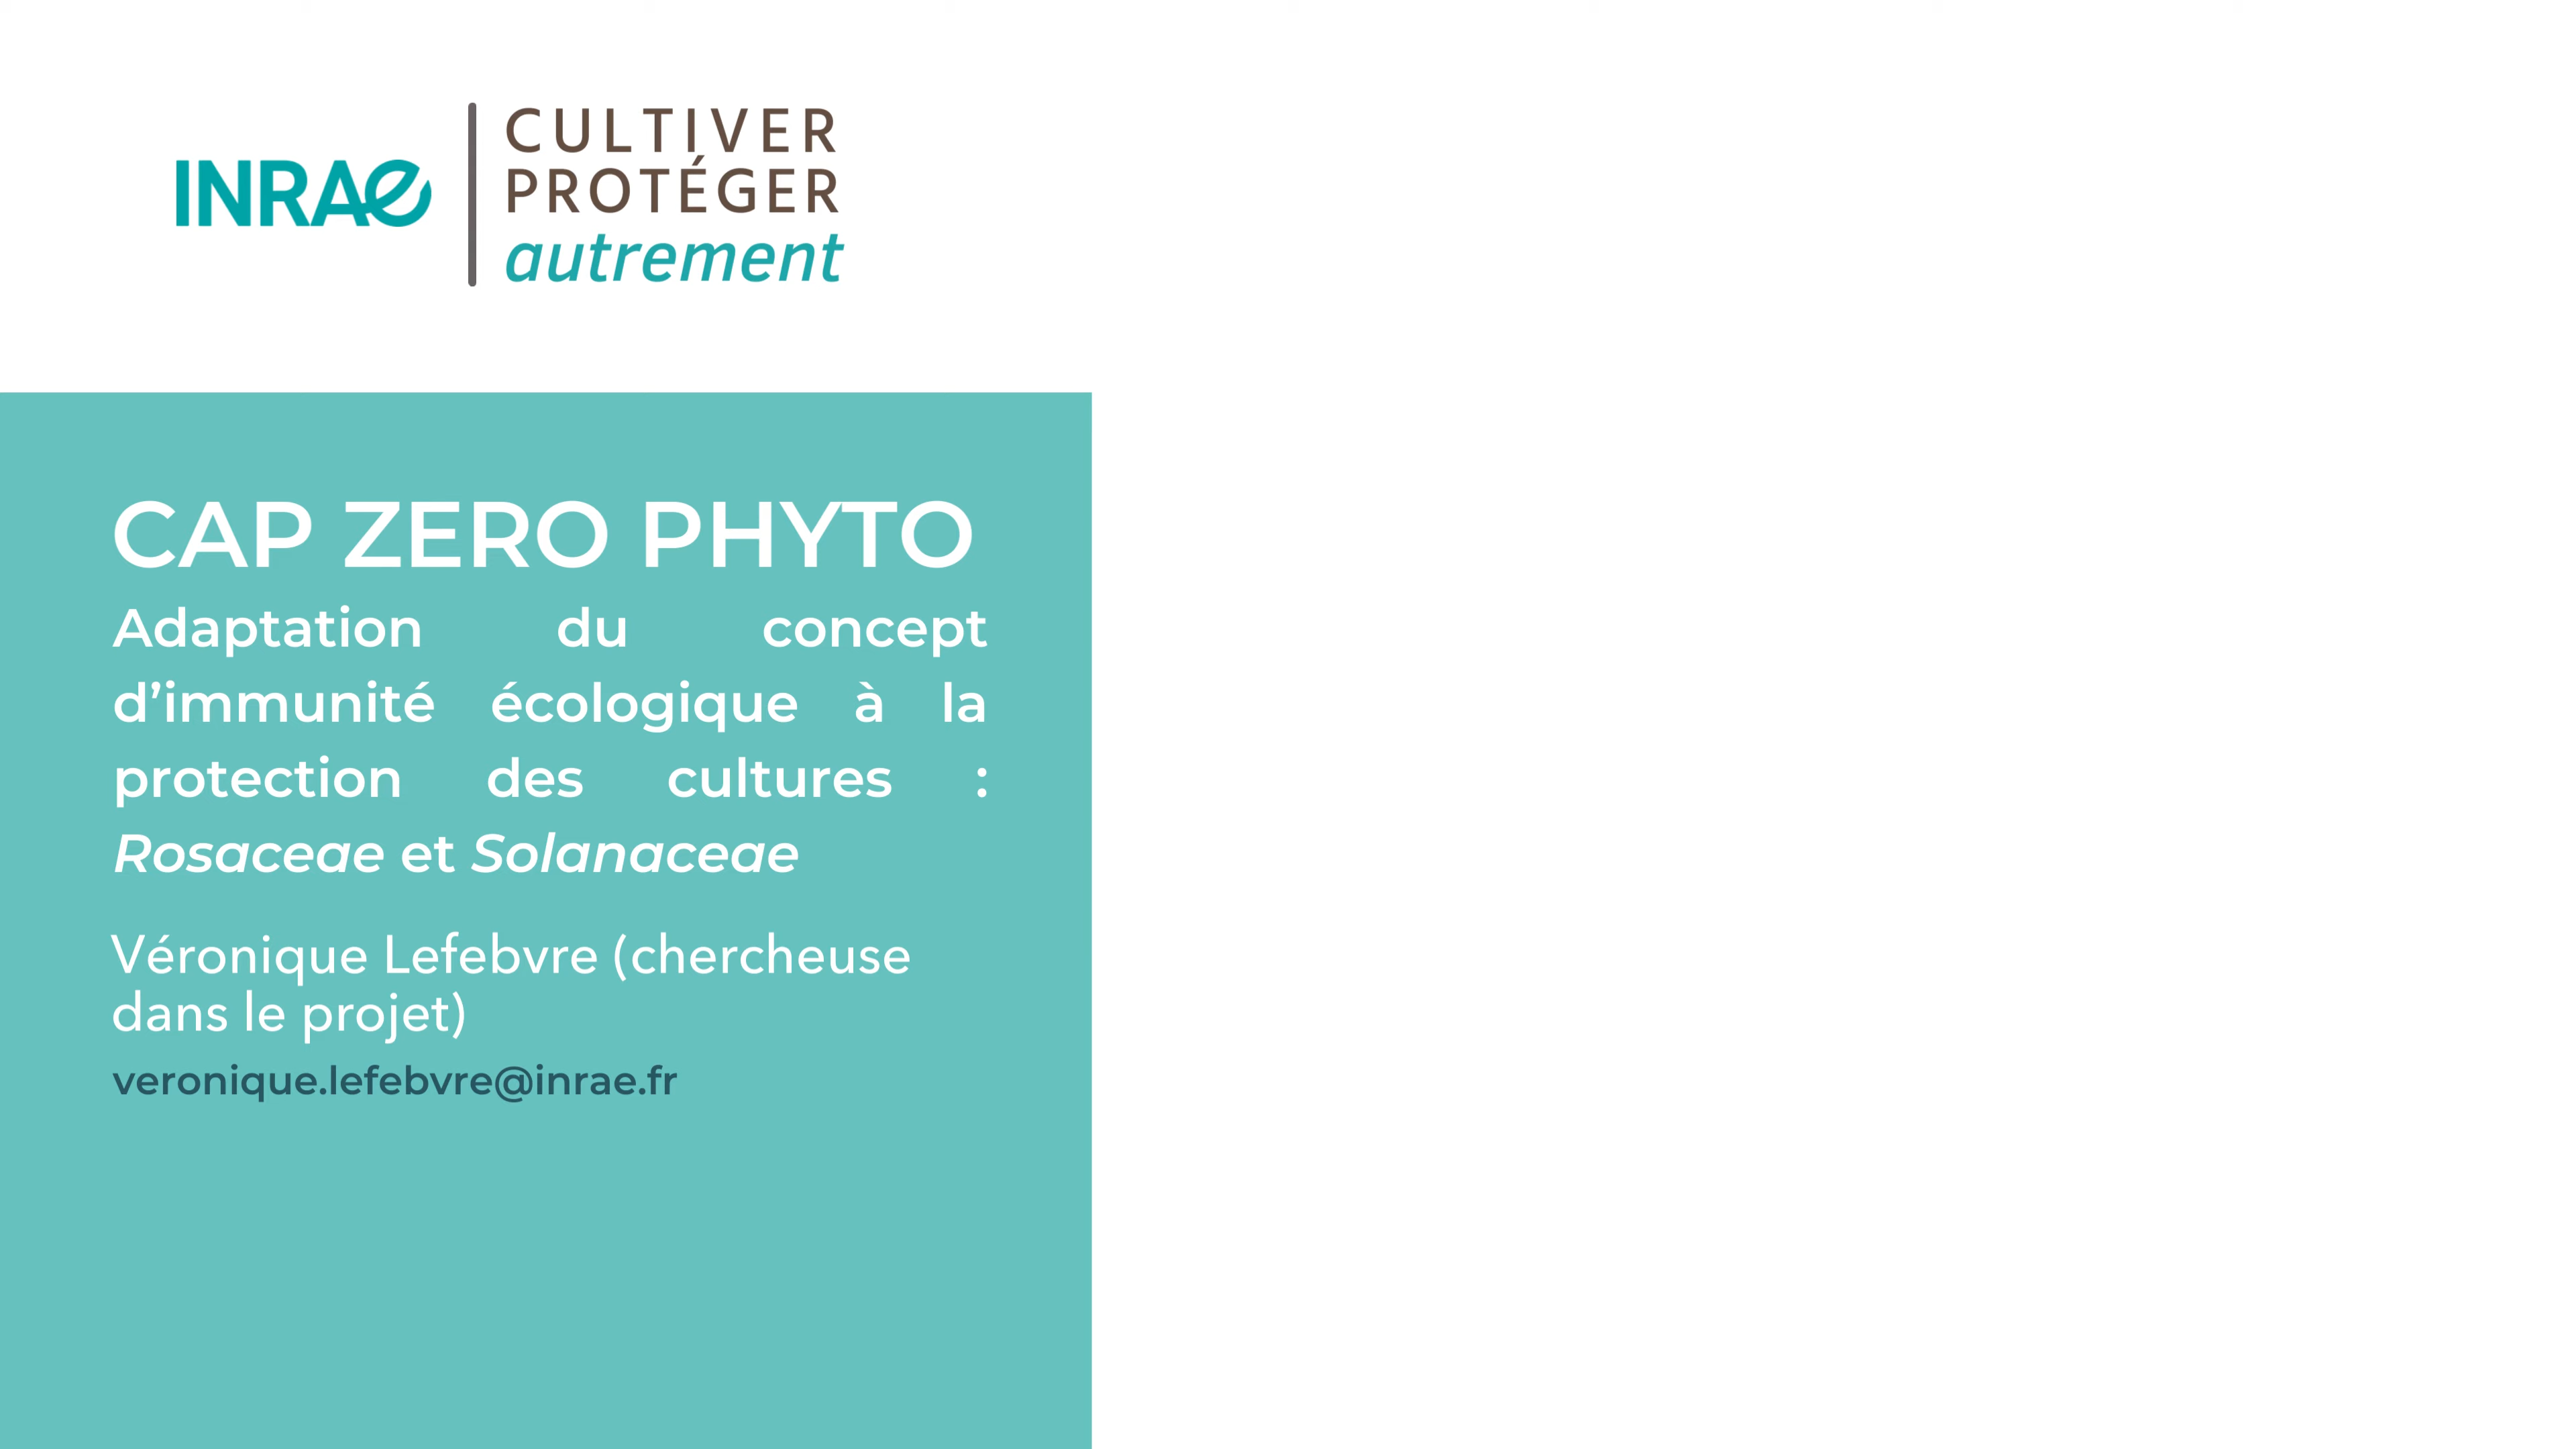 INRAE
CULTIVER
PROTÉGER
autrement
CAP ZERO PHYTO
Adaptation du concept
d’immunité écologique à la
protection des cultures :
Rosaceae et Solanaceae
Véronique Lefebvre (chercheuse
dans le projet)
veronique.lefebvre@inrae.fr